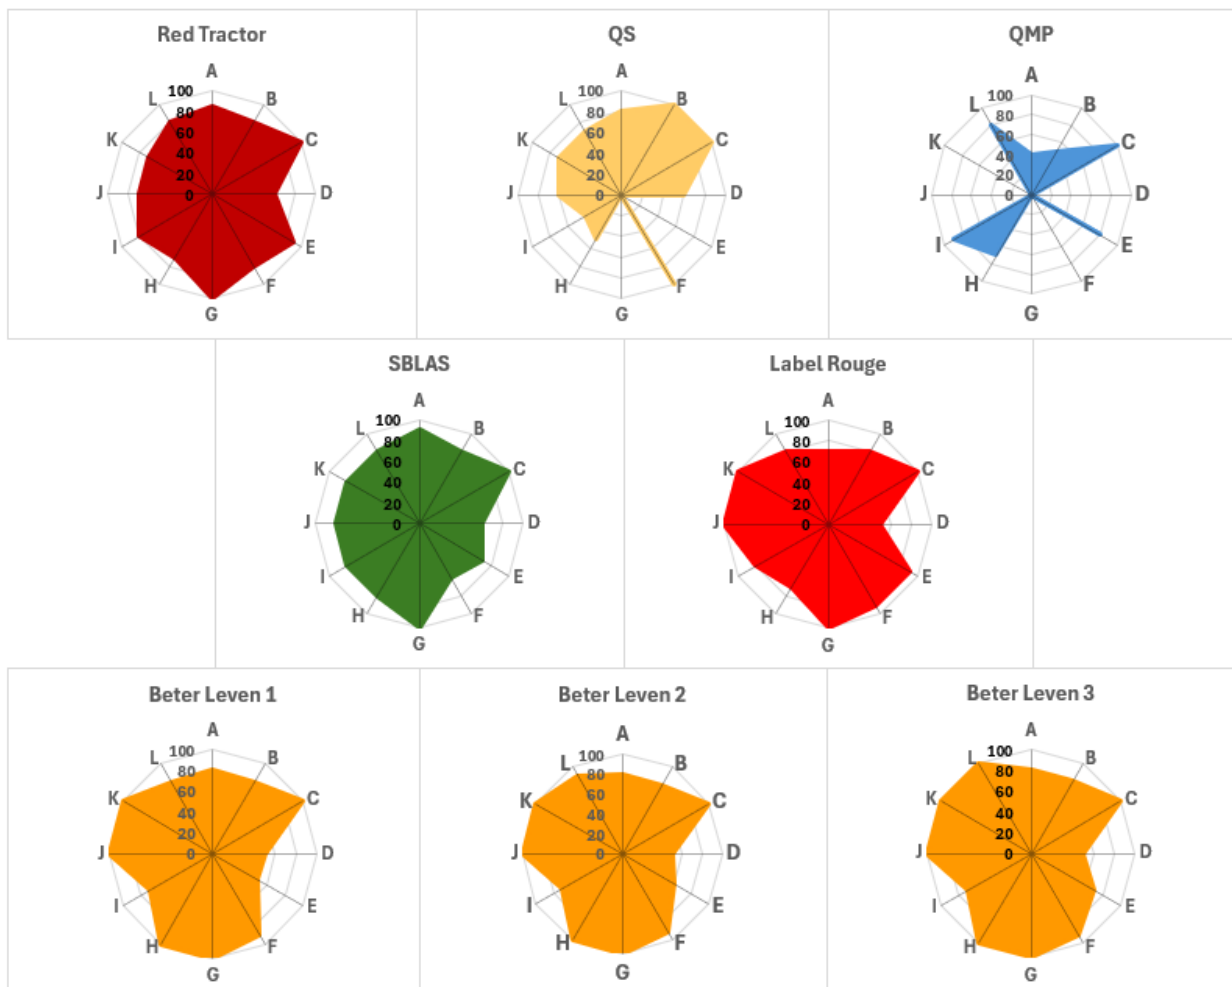 Red Tractor QS QMP
A A A
100 B 100 B 100 B
L L L
80 80 80
K 60 C K 60 C K 60 C
40 40 40
20 20 20
J 0 D J 0 D J 0 D
I E I E I E
H F H F H F
G G G
SBLAS Label Rouge
A A
100 B 100 B
L L
80 80
K 60 C K 60 C
40 40
20 20
J 0 D J 0 D
I E I E
H F H F
G G
Beter Leven 1 Beter Leven 2 Beter Leven 3
A A A
100 B 100 B 100 B
L L L
80 80 80
K 60 C K 60 C K 60 C
40 40 40
20 20 20
J 0 D J 0 D J 0 D
I E I E I E
H F H F H F
G G G